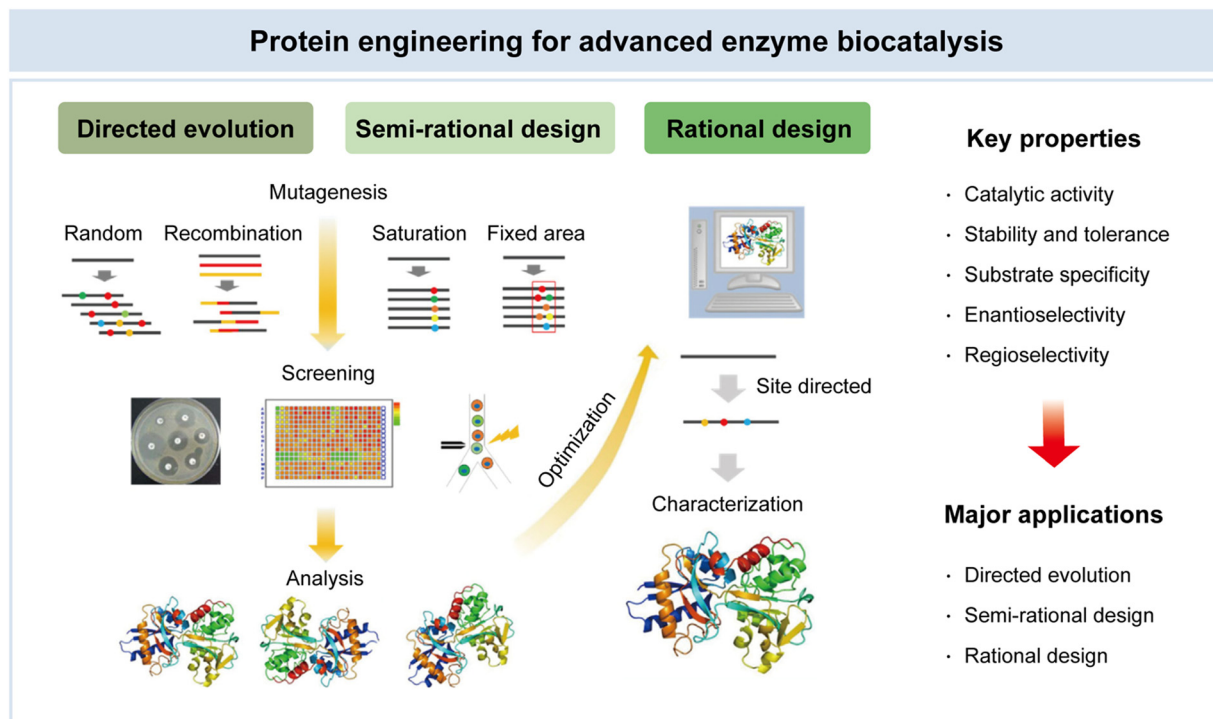 Protein engineering for advanced enzyme biocatalysis
Directed evolution
Semi-rational design
Rational design
Mutagenesis
Random
Recombination
Saturation
Fixed area
Screening
Analysis
Optimization
Site directed
Characterization
Key properties
· Catalytic activity
· Stability and tolerance
· Substrate specificity
· Enantioselectivity
· Regioselectivity
Major applications
· Directed evolution
· Semi-rational design
· Rational design